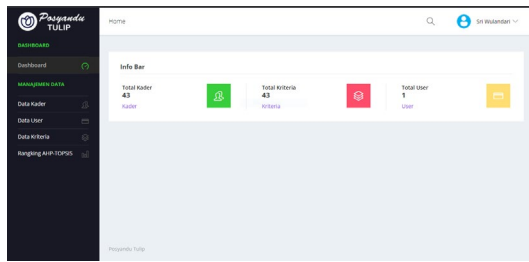 Posyandu
TULIP
Home
Sri Wulandari
DASHBOARD
Dashboard
MANAJEMEN DATA
Data Kader
Data User
Data Kriteria
Rangking AHP-TOPSIS
Info Bar
Total Kader
43
Kader
Total Kriteria
43
Kriteria
Total User
1
User
Posyandu Tulip